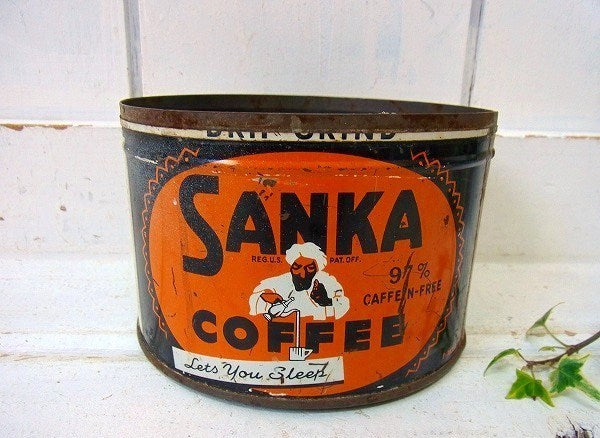 DRIP GRIND
SANKA
REG. U.S. PAT. OFF.
97%
CAFFEIN-FREE
COFFEE
Lets You Sleep